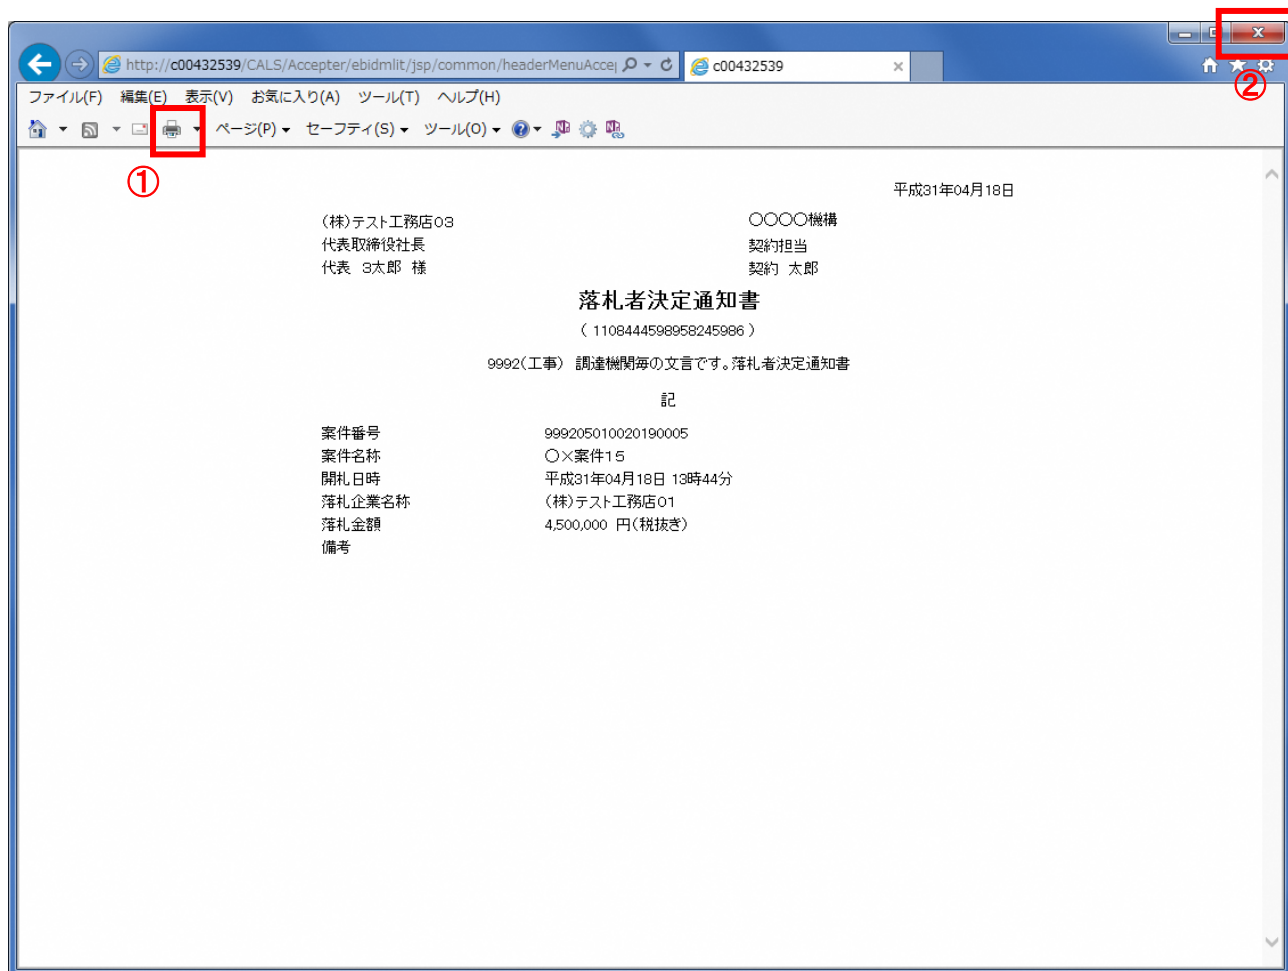 http://c00432539/CALS/Accepter/ebidmlit/jsp/common/headerMenuAccep
c00432539
②
ファイル(F) 編集(E) 表示(V) お気に入り(A) ツール(T) ヘルプ(H)
ページ(P) セーフティ(S) ツール(O)
①
平成31年04月18日
(株)テスト工務店03
〇〇〇〇機構
代表取締役社長
契約担当
代表 3太郎 様
契約 太郎
落札者決定通知書
( 1108444598958245986 )
9992(工事) 調達機関毎の文言です。落札者決定通知書
記
案件番号 999205010020190005
案件名称 〇×案件15
開札日時 平成31年04月18日 13時44分
落札企業名称 (株)テスト工務店01
落札金額 4,500,000 円(税抜き)
備考